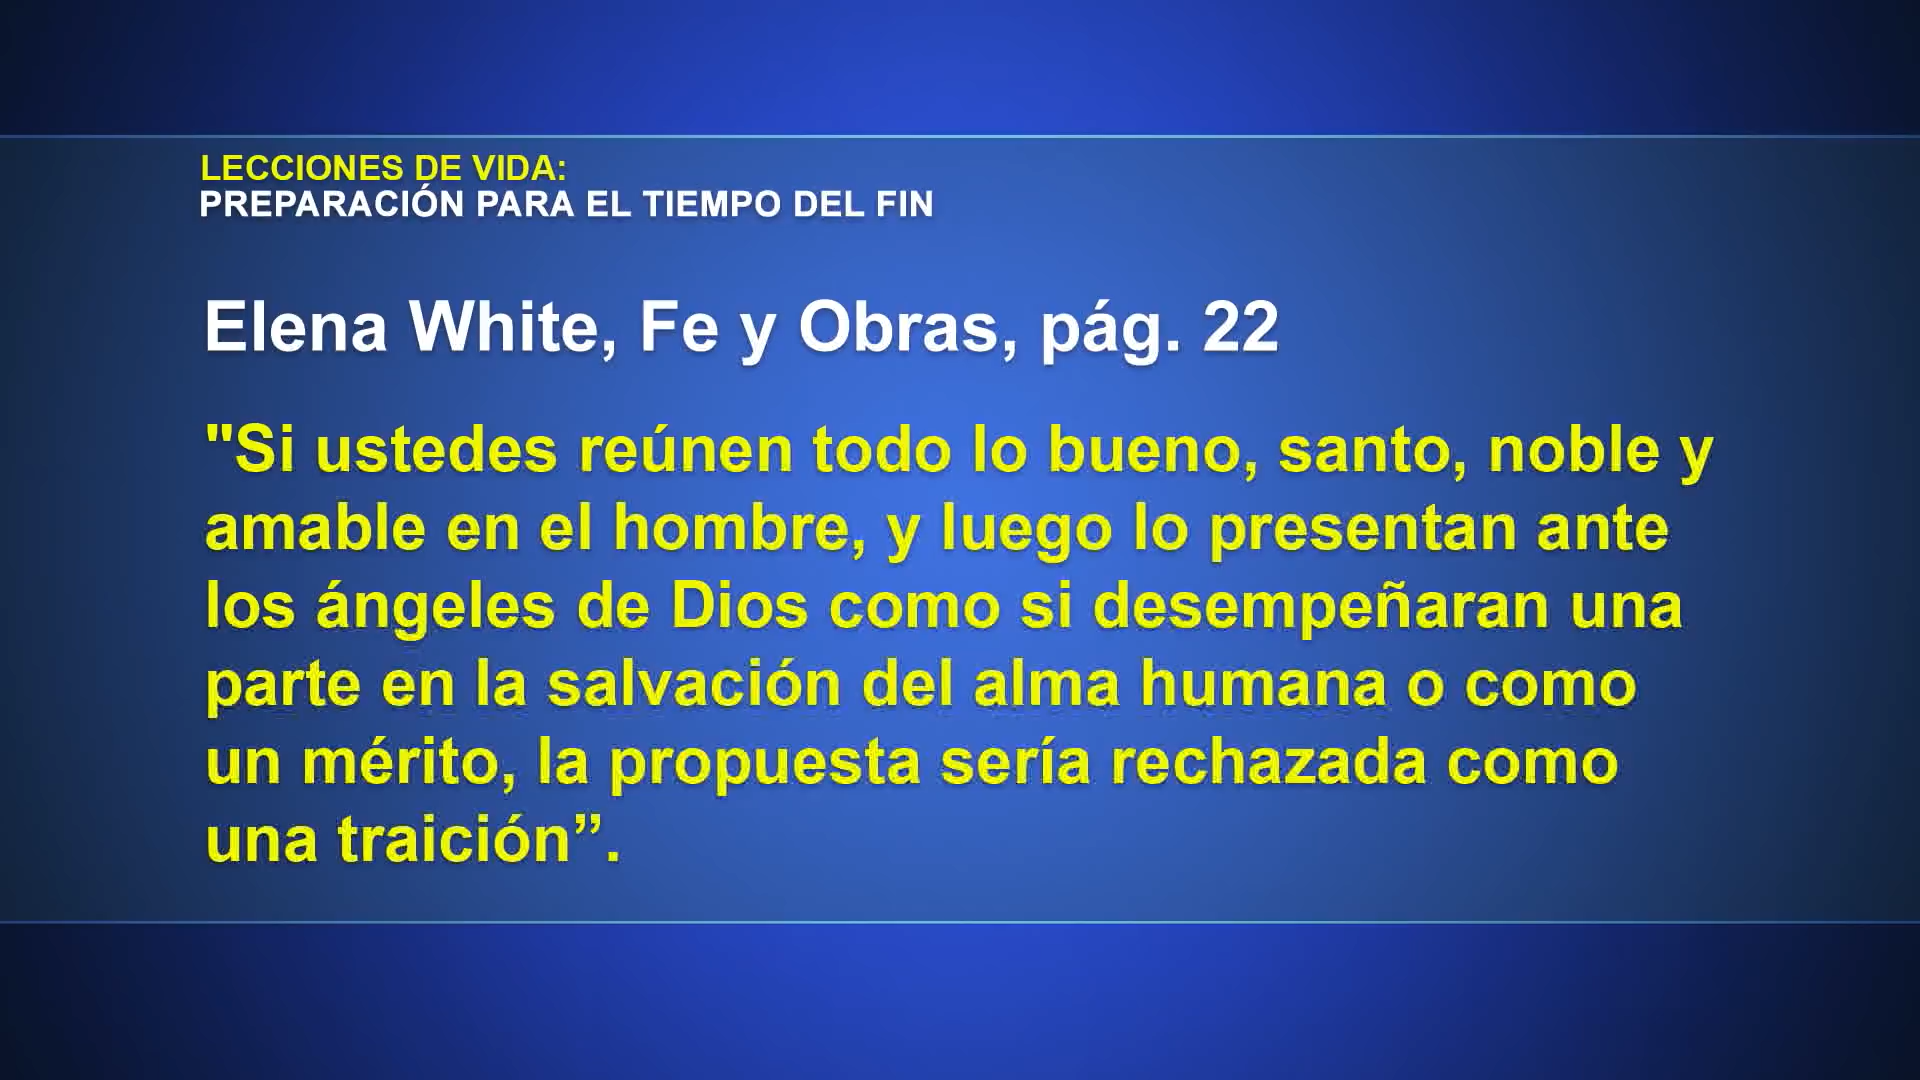 LECCIONES DE VIDA:
PREPARACIÓN PARA EL TIEMPO DEL FIN
Elena White, Fe y Obras, pág. 22
"Si ustedes reúnen todo lo bueno, santo, noble y
amable en el hombre, y luego lo presentan ante
los ángeles de Dios como si desempeñaran una
parte en la salvación del alma humana o como
un mérito, la propuesta sería rechazada como
una traición”.